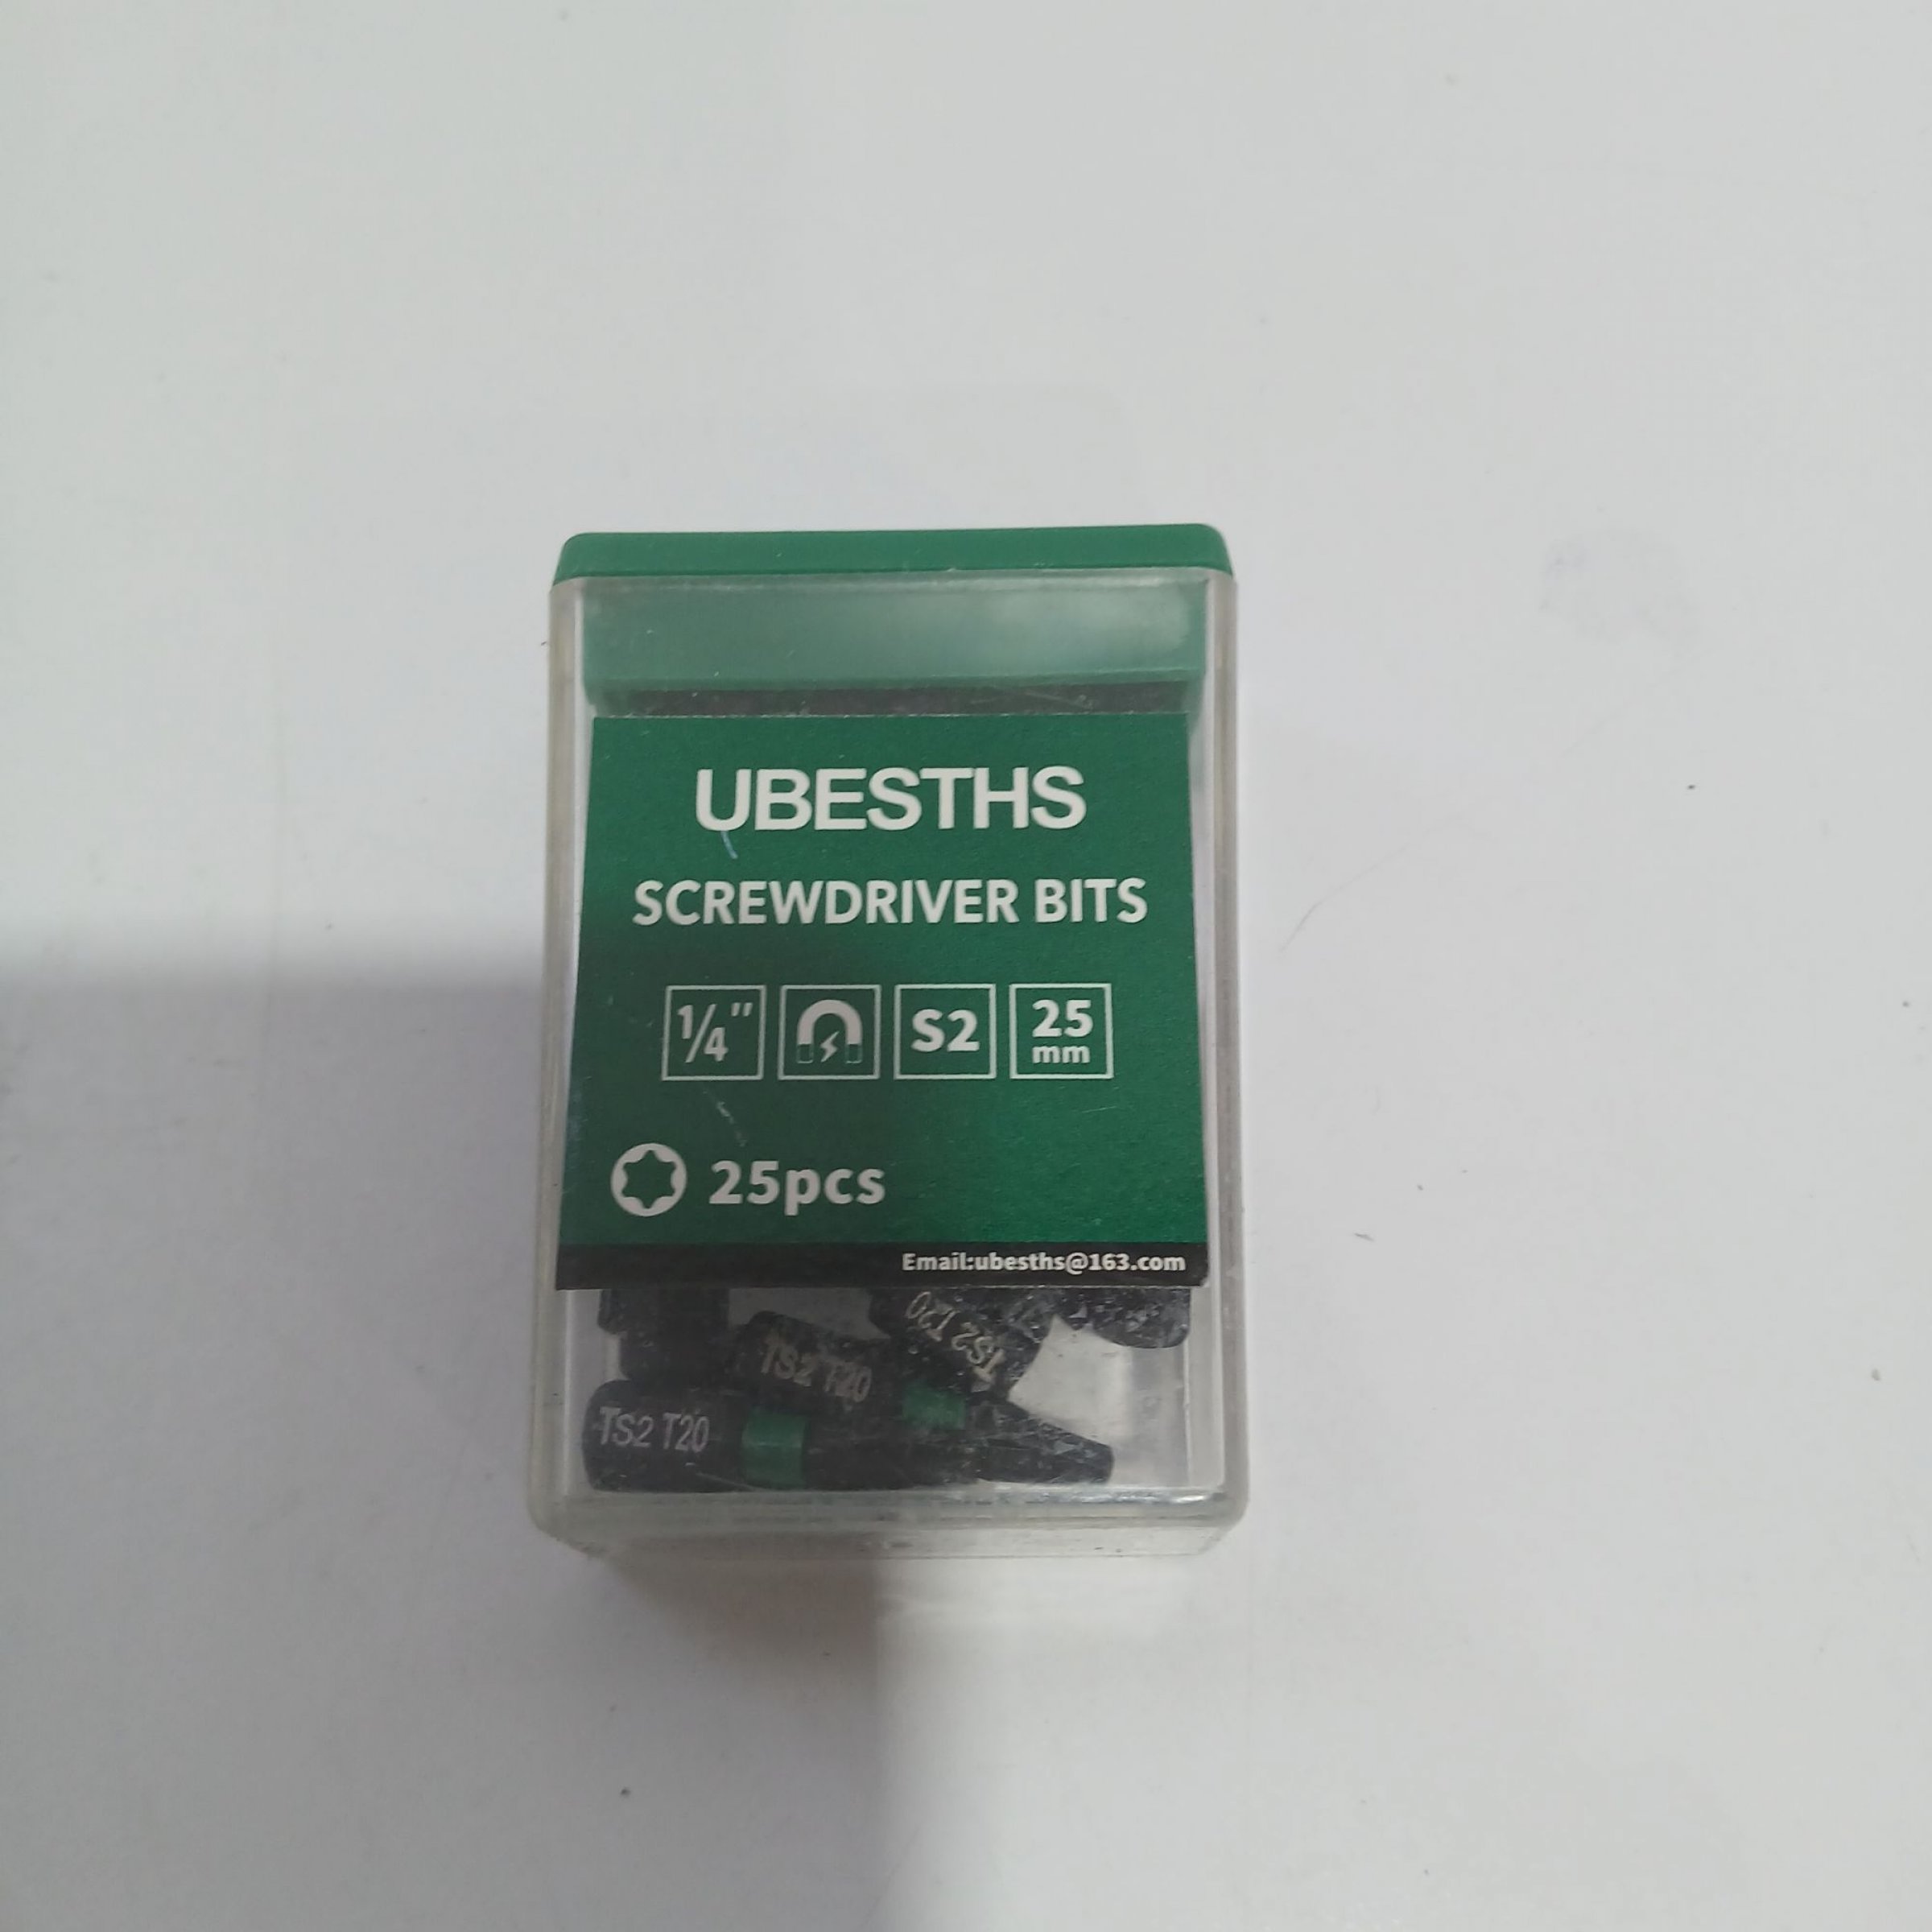 UBESTHS
SCREWDRIVER BITS
1/4" S2 25 mm
25pcs
Email:ubesths@163.com
TS2 T20
TS2 T20
TS2 T20